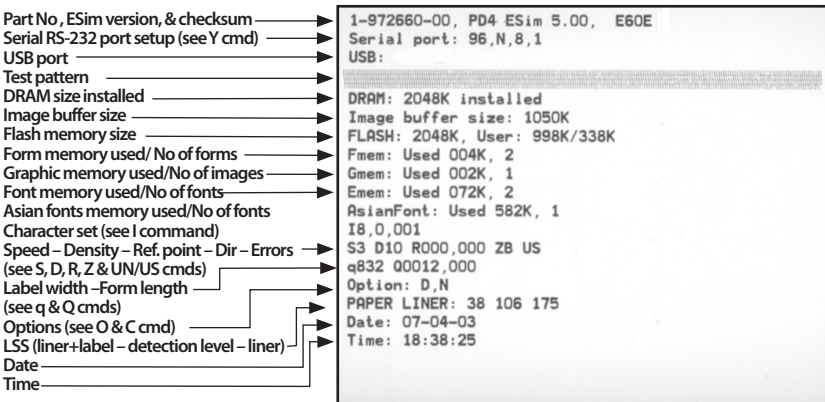 Part No , ESim version, & checksum
Serial RS-232 port setup (see Y cmd)
USB port
Test pattern
DRAM size installed
Image buffer size
Flash memory size
Form memory used/ No of forms
Graphic memory used/No of images
Font memory used/No of fonts
Asian fonts memory used/No of fonts
Character set (see I command)
Speed – Density – Ref. point – Dir – Errors
(see S, D, R, Z & UN/US cmds)
Label width –Form length
(see q & Q cmds)
Options (see O & C cmd)
LSS (liner+label – detection level – liner)
Date
Time
1-972660-00, PD4 ESim 5.00, E60E
Serial port: 96,N,8,1
USB:
DRAM: 2048K installed
Image buffer size: 1050K
FLASH: 2048K, User: 998K/338K
Fmem: Used 004K, 2
Gmem: Used 002K, 1
Emem: Used 072K, 2
AsianFont: Used 582K, 1
I8,0,001
S3 D10 R000,000 ZB US
q832 Q0012,000
Option: D,N
PAPER LINER: 38 106 175
Date: 07-04-03
Time: 18:38:25